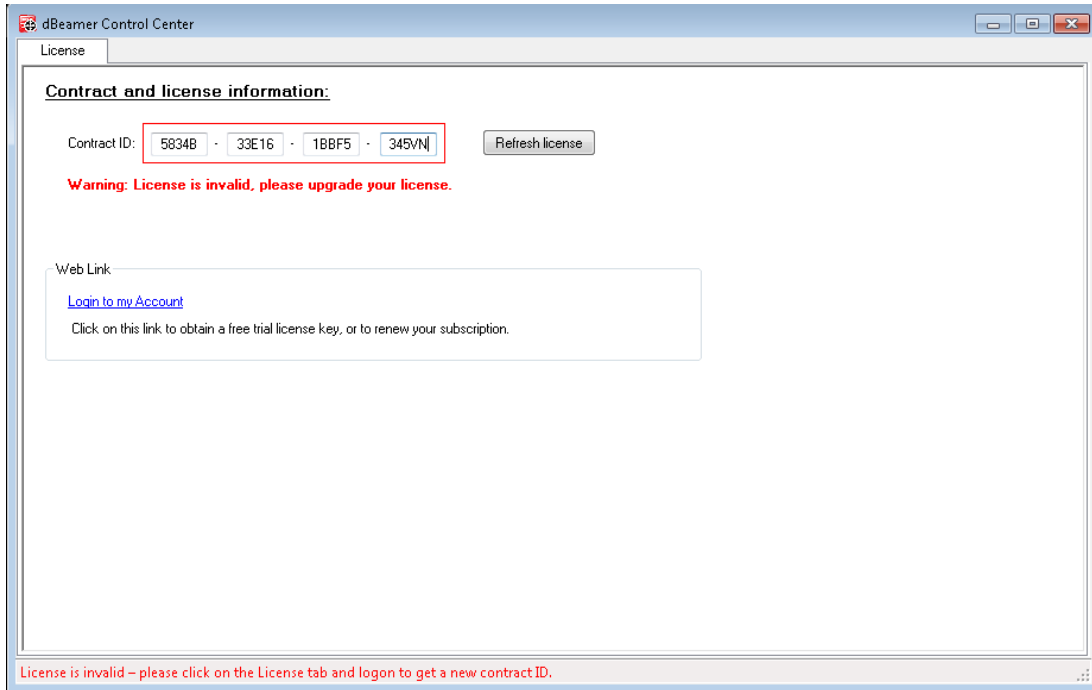 dBeamer Control Center
License
Contract and license information:
Contract ID: 5834B - 33E16 - 1BBF5 - 345VN Refresh license
Warning: License is invalid, please upgrade your license.
Web Link
Login to my Account
Click on this link to obtain a free trial license key, or to renew your subscription.
License is invalid – please click on the License tab and logon to get a new contract ID.